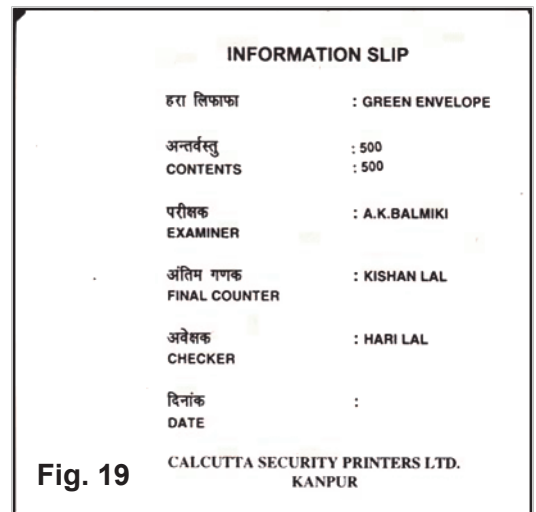 INFORMATION SLIP
हरा लिफाफा : GREEN ENVELOPE
अन्तर्वस्तु : 500
CONTENTS : 500
परीक्षक : A.K.BALMIKI
EXAMINER
अंतिम गणक : KISHAN LAL
FINAL COUNTER
अवेक्षक : HARI LAL
CHECKER
दिनांक :
DATE
Fig. 19
CALCUTTA SECURITY PRINTERS LTD.
KANPUR